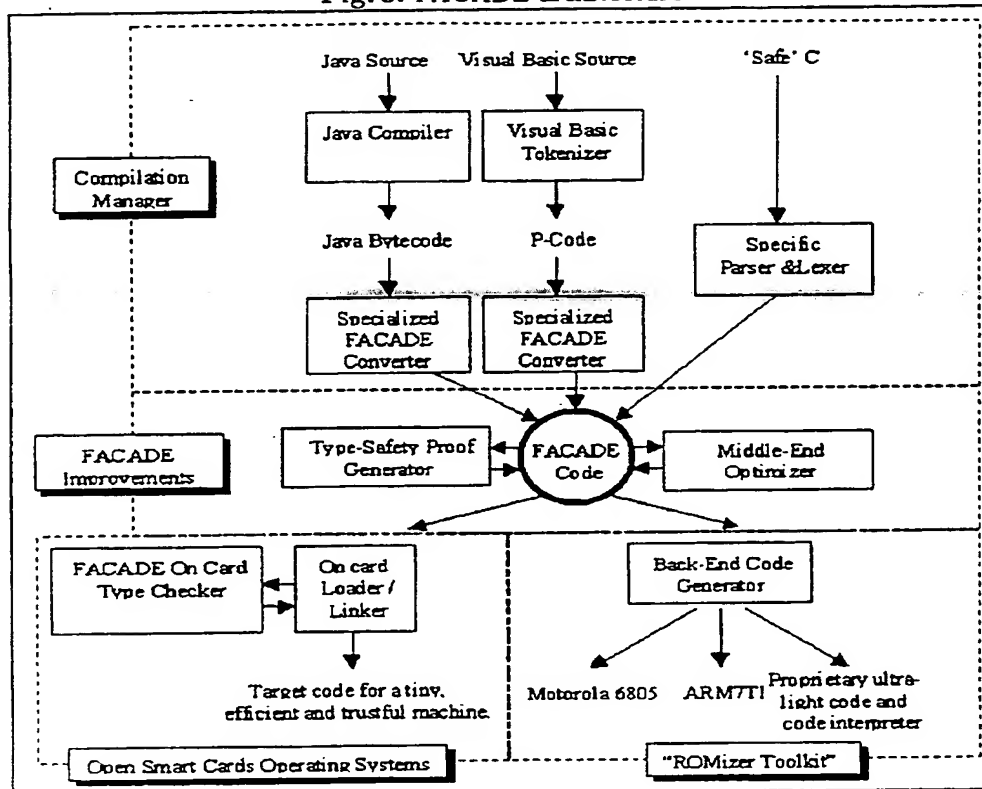 Java Source
Visual Basic Source
'Safe' C
Java Compiler
Visual Basic
Tokenizer
Compilation
Manager
Java Bytecode
P-Code
Specific
Parser &Lexer
Specialized
FACADE
Converter
Specialized
FACADE
Converter
FACADE
Improvements
Type-Safety Proof
Generator
FACADE
Code
Middle-End
Optimizer
FACADE On Card
Type Checker
On card
Loader /
Linker
Back-End Code
Generator
Target code for a tiny,
efficient and trustful machine.
Motorola 6805
ARM7T1
Proprietary ultra-
light code and
code interpreter
Open Smart Cards Operating Systems
"ROMizer Toolkit"